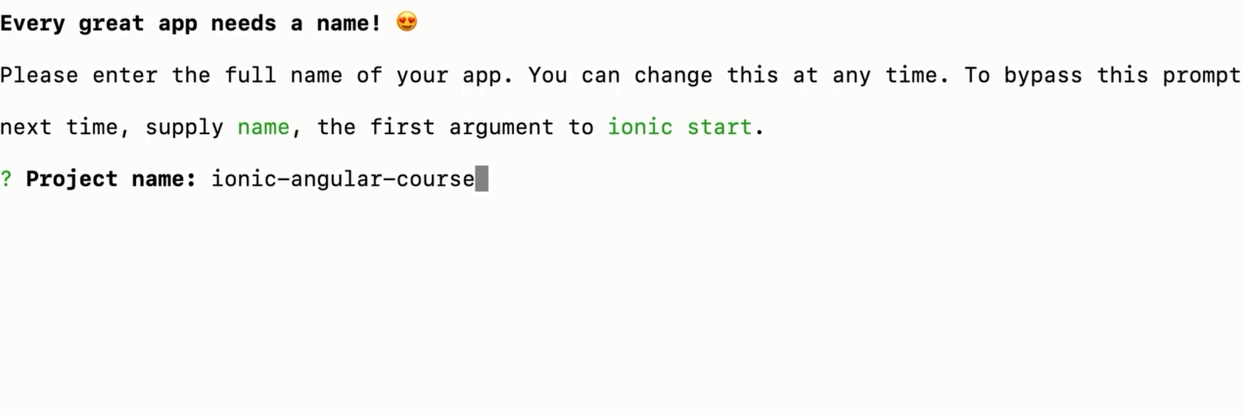 Every great app needs a name! 😍
Please enter the full name of your app. You can change this at any time. To bypass this prompt
next time, supply name, the first argument to ionic start.
? Project name: ionic-angular-course